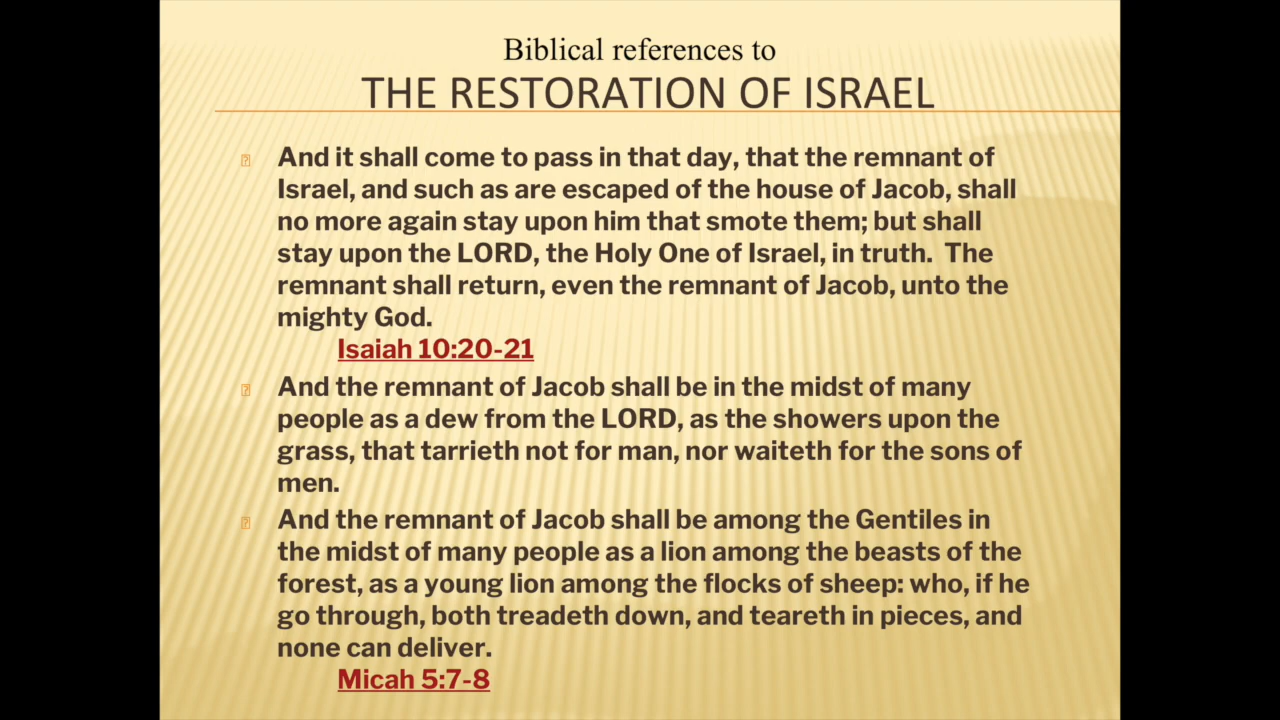 Biblical references to
THE RESTORATION OF ISRAEL
And it shall come to pass in that day, that the remnant of
Israel, and such as are escaped of the house of Jacob, shall
no more again stay upon him that smote them; but shall
stay upon the LORD, the Holy One of Israel, in truth.  The
remnant shall return, even the remnant of Jacob, unto the
mighty God.
Isaiah 10:20-21
And the remnant of Jacob shall be in the midst of many
people as a dew from the LORD, as the showers upon the
grass, that tarrieth not for man, nor waiteth for the sons of
men.
And the remnant of Jacob shall be among the Gentiles in
the midst of many people as a lion among the beasts of the
forest, as a young lion among the flocks of sheep: who, if he
go through, both treadeth down, and teareth in pieces, and
none can deliver.
Micah 5:7-8